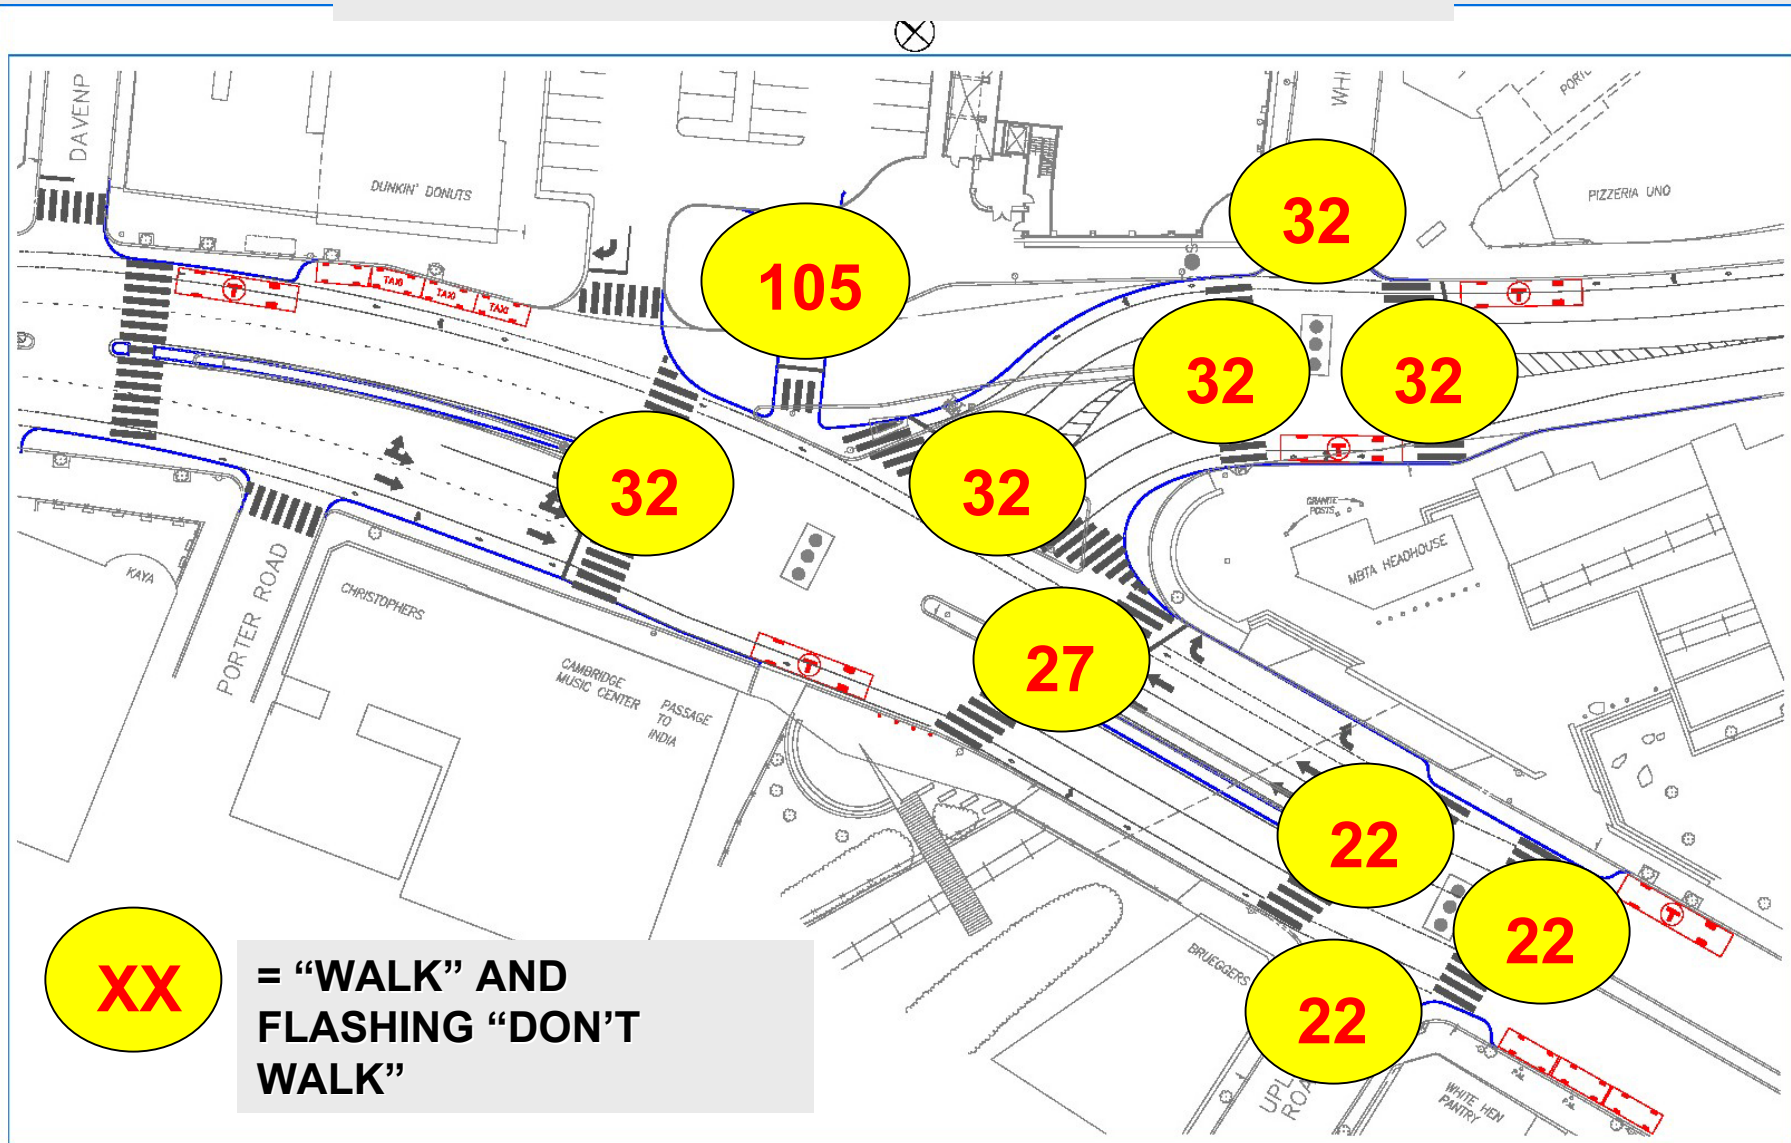 DAVENP
DUNKIN' DONUTS
TAXI
TAXI
TAXI
T
WHI
PIZZERIA UNO
T
32
105
32
32
T
32
32
KAYA
PORTER ROAD
CHRISTOPHERS
GRANITE
POSTS
MBTA HEADHOUSE
CAMBRIDGE
MUSIC CENTER
PASSAGE
TO
INDIA
T
27
22
22
22
T
BRUEGGERS
WHITE HEN
PANTRY
XX
= “WALK” AND
FLASHING “DON’T
WALK”